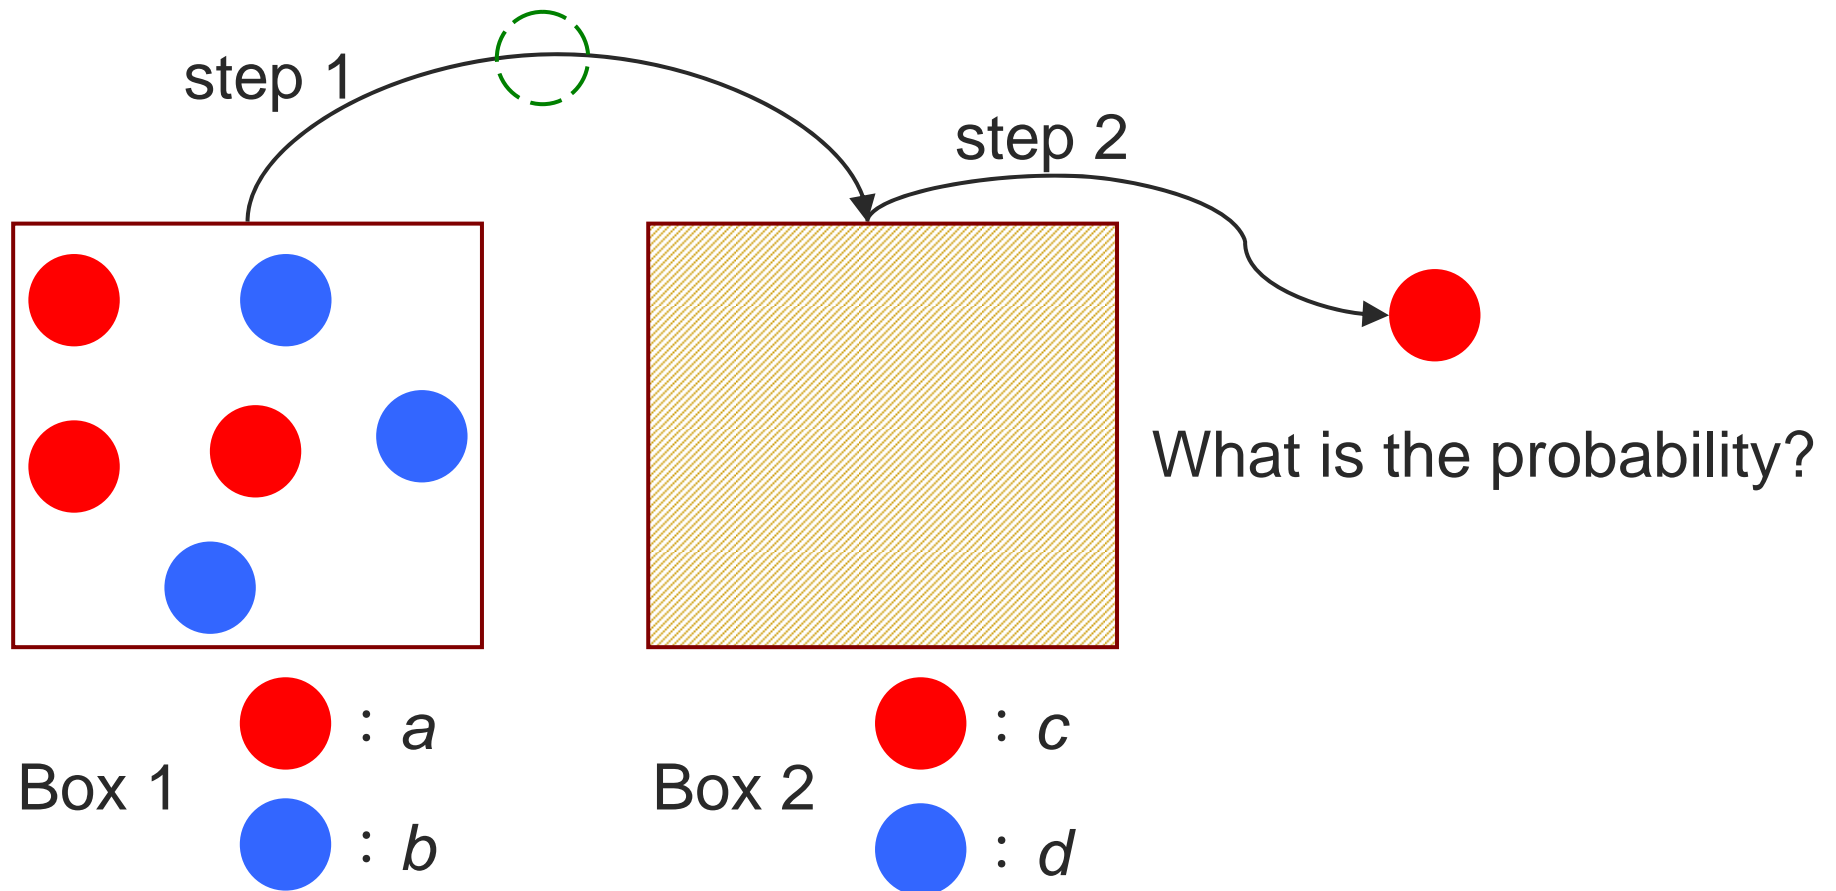 step 1
step 2
What is the probability?
: a
: c
Box 1
Box 2
: b
: d